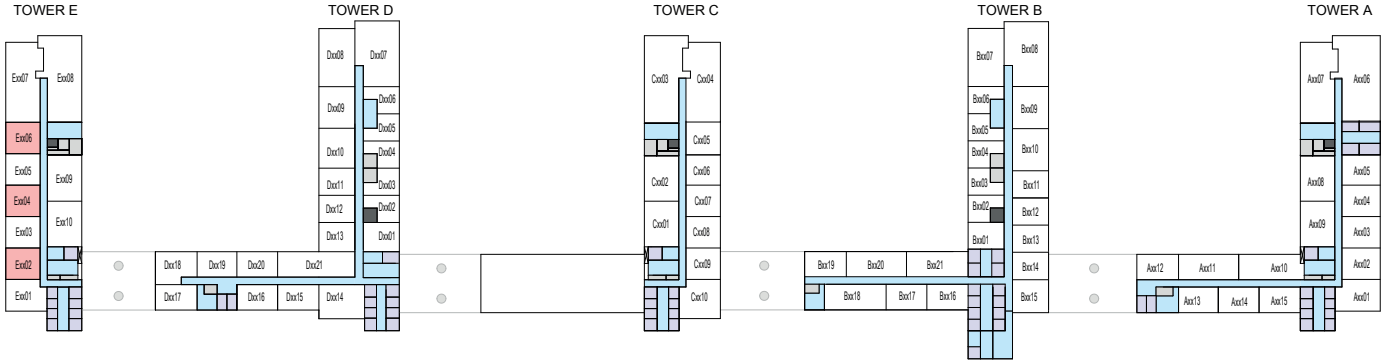 TOWER E
TOWER D
TOWER C
TOWER B
TOWER A
Exx07
Exx08
Exx06
Exx05
Exx09
Exx04
Exx03
Exx10
Exx02
Exx01
Dxx08
Dxx07
Dxx09
Dxx06
Dxx05
Dxx10
Dxx04
Dxx11
Dxx03
Dxx12
Dxx02
Dxx13
Dxx01
Dxx18
Dxx19
Dxx20
Dxx21
Dxx17
Dxx16
Dxx15
Dxx14
Cxx03
Cxx04
Cxx05
Cxx02
Cxx06
Cxx07
Cxx01
Cxx08
Cxx09
Cxx10
Bxx07
Bxx08
Bxx06
Bxx09
Bxx05
Bxx04
Bxx10
Bxx03
Bxx11
Bxx02
Bxx12
Bxx01
Bxx13
Bxx19
Bxx20
Bxx21
Bxx14
Bxx18
Bxx17
Bxx16
Bxx15
Axx07
Axx06
Axx08
Axx05
Axx04
Axx09
Axx03
Axx12
Axx11
Axx10
Axx02
Axx13
Axx14
Axx15
Axx01